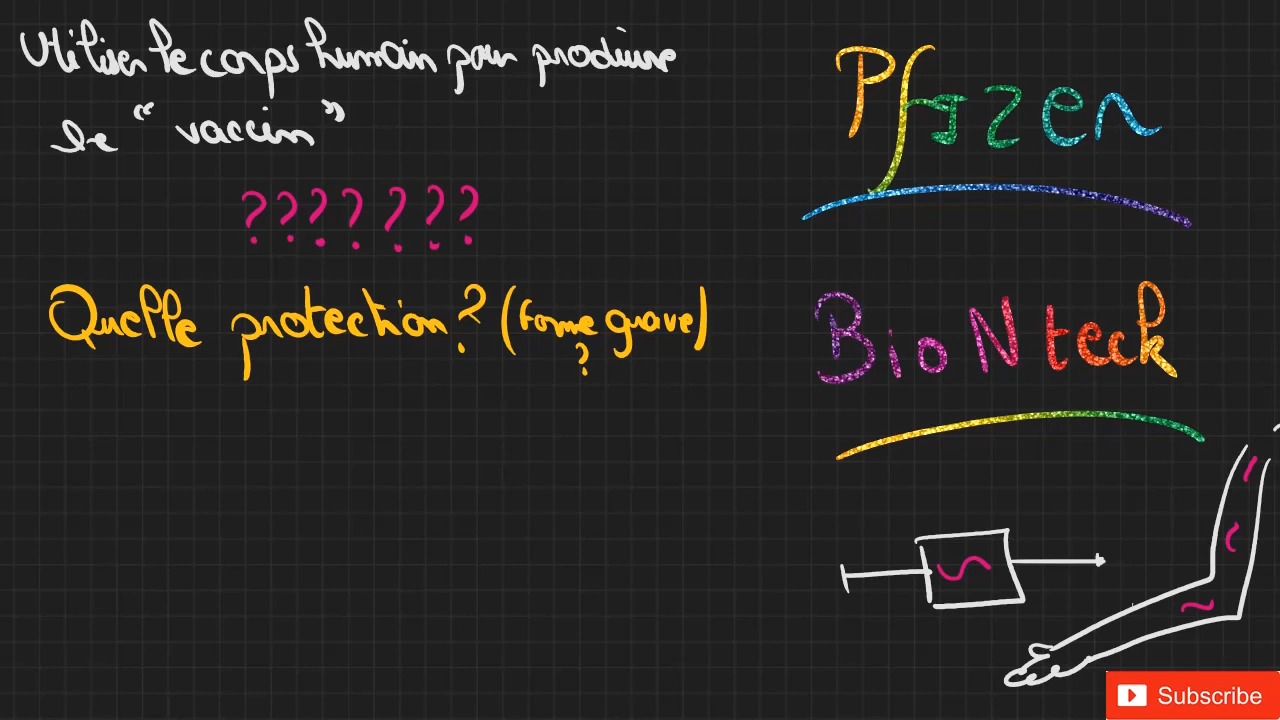 Utiliser le corps humain pour produire
le "vaccin"
???????
Quelle protection ? (forme grave)
?
Pfizer
BioNteck
Subscribe